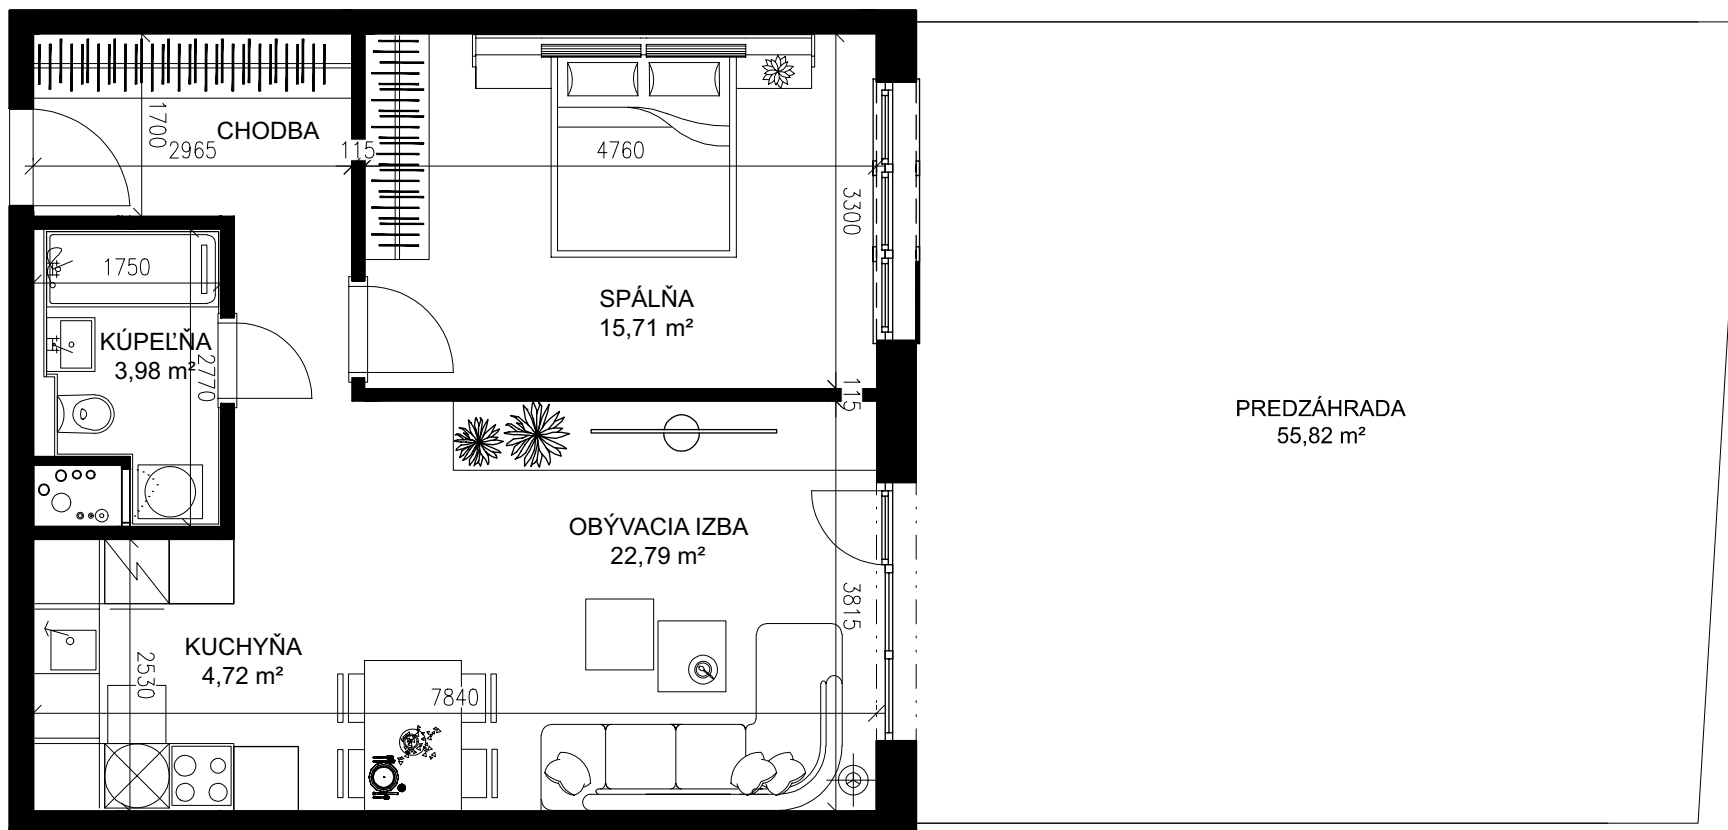 CHODBA
1700
2965
115
4760
3300
1750
SPÁLŇA
15,71 m²
KÚPEĽŇA
3,98 m²
2770
115
PREDZÁHRADA
55,82 m²
OBÝVACIA IZBA
22,79 m²
3815
KUCHYŇA
4,72 m²
2530
7840